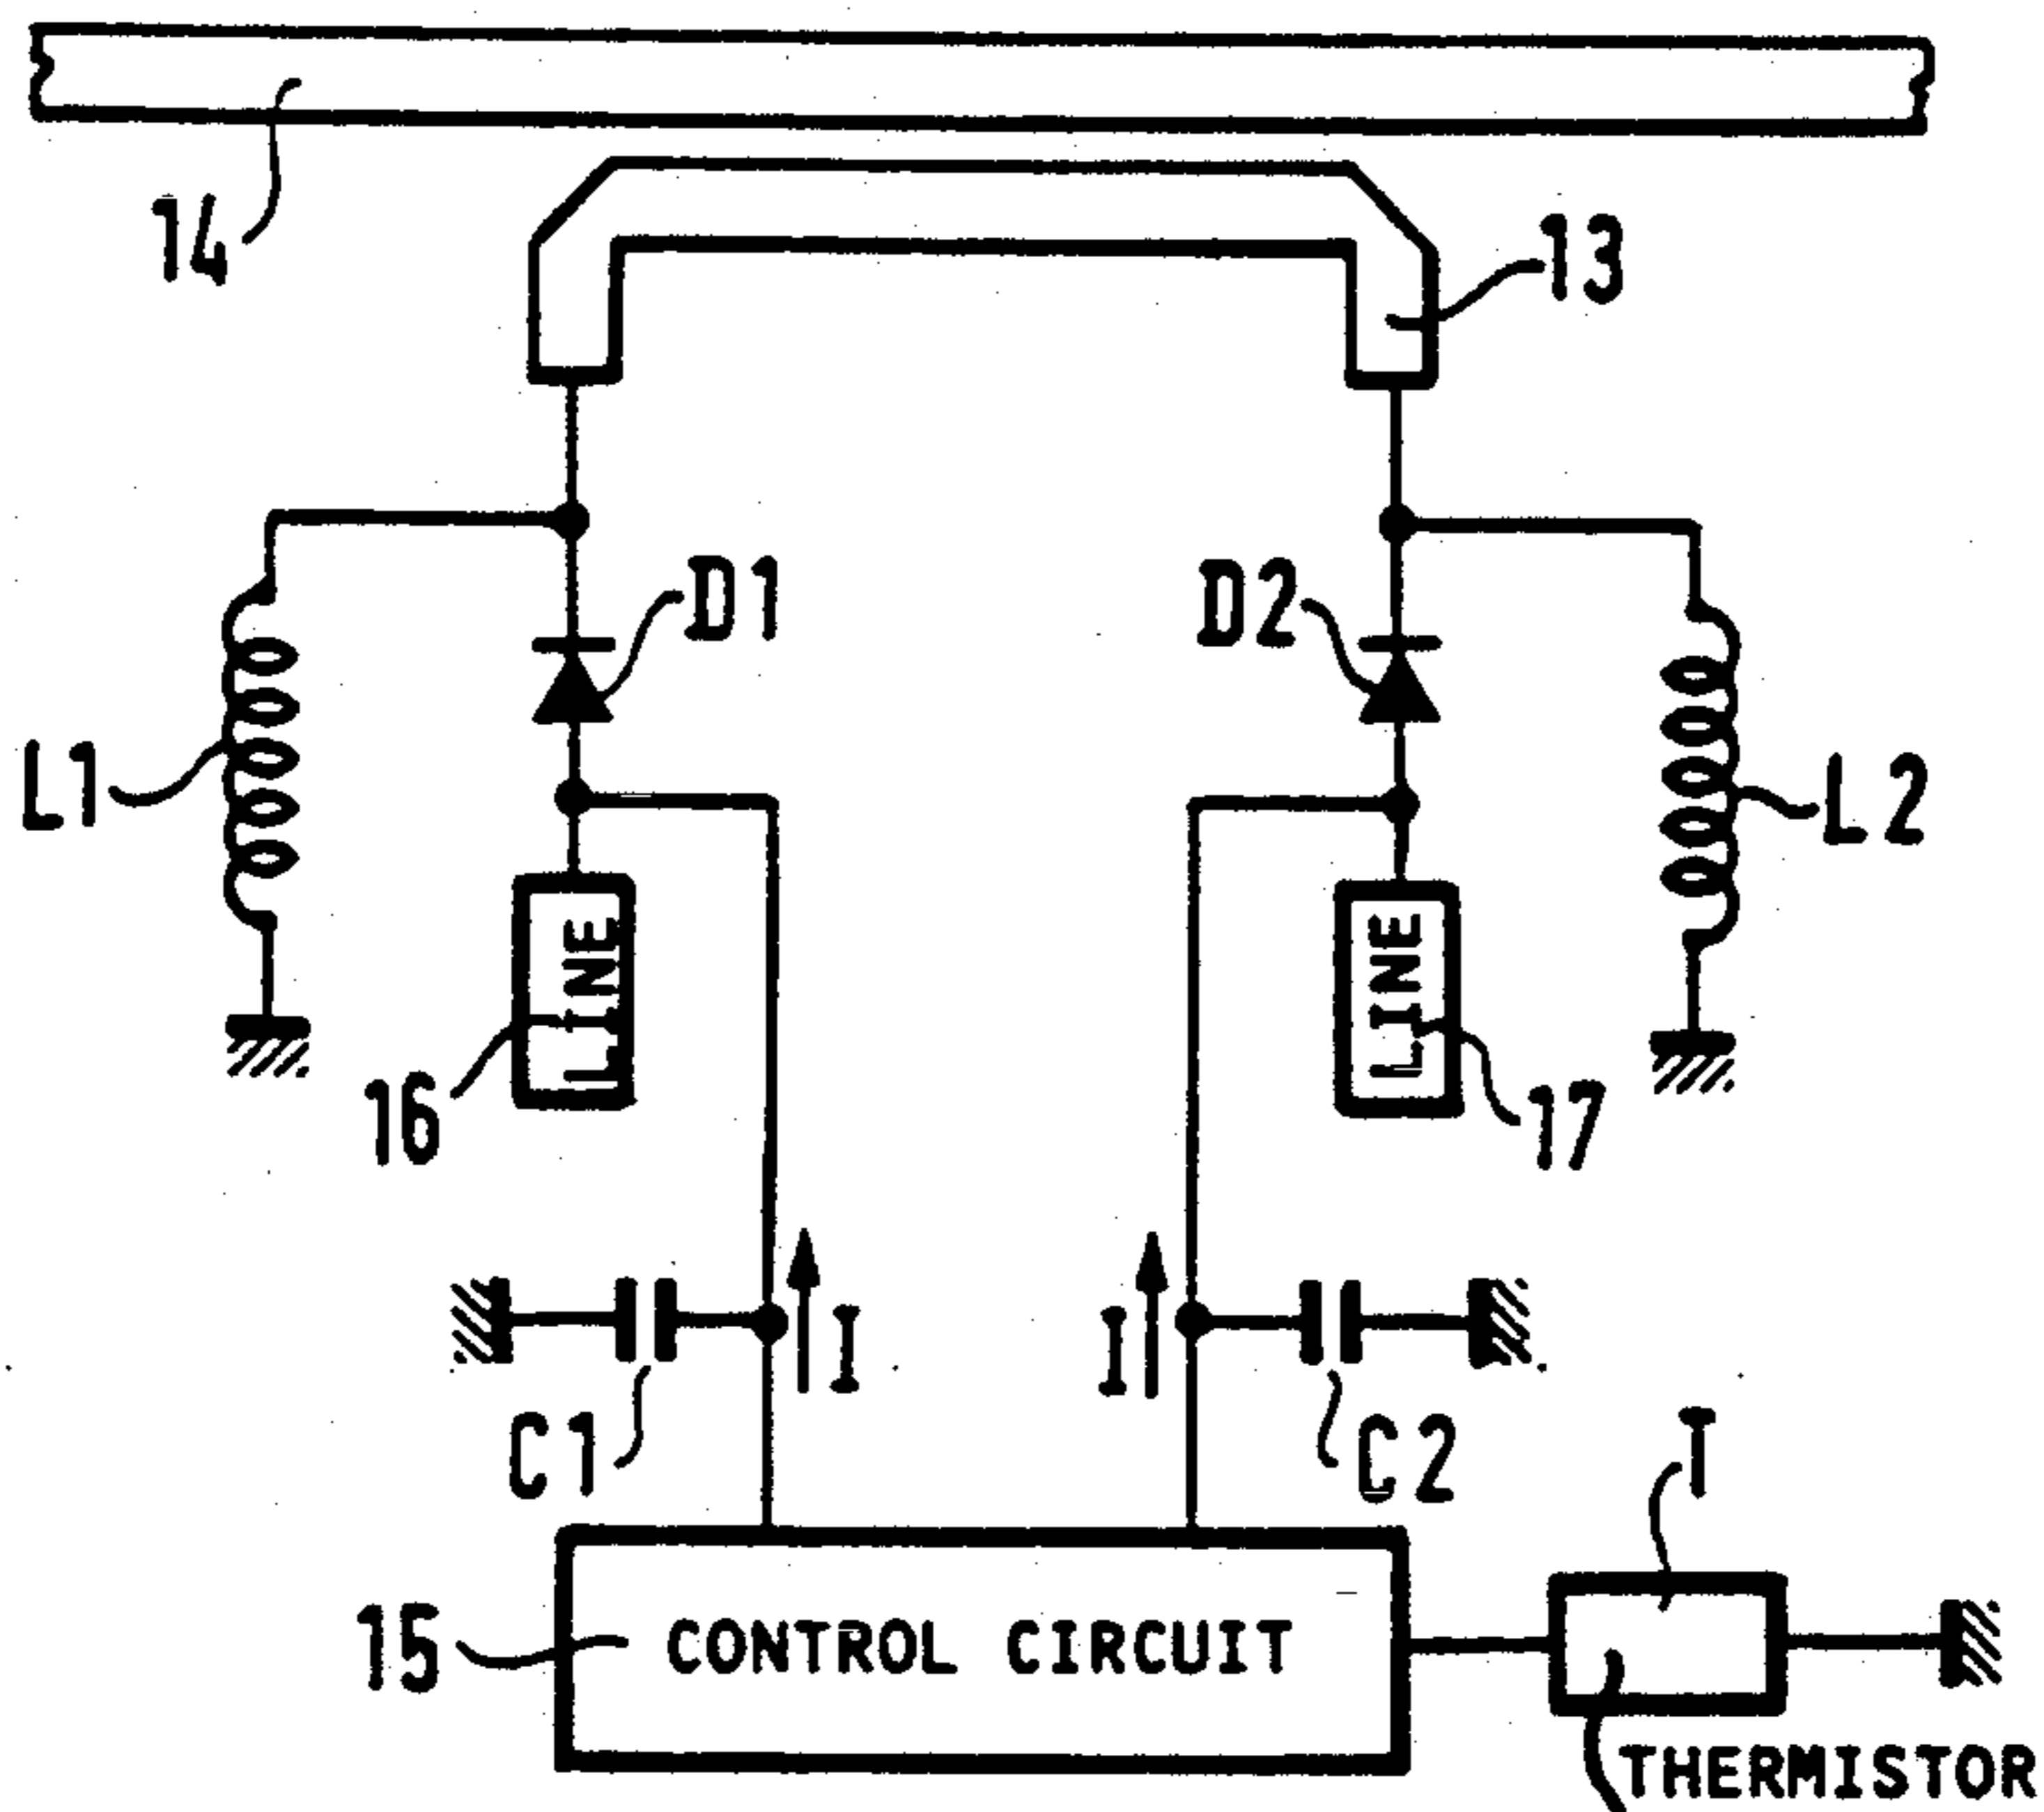 14
13
D1
D2
L1
L2
LINE
LINE
16
17
I
I
C1
C2
T
15
CONTROL CIRCUIT
THERMISTOR